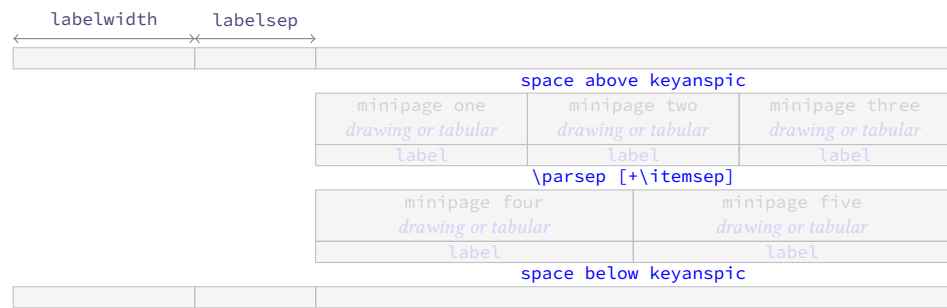 labelwidth labelsep
space above keyanspic
minipage one minipage two minipage three
drawing or tabular drawing or tabular drawing or tabular
label label label
\parsep [+\itemsep]
minipage four minipage five
drawing or tabular drawing or tabular
label label
space below keyanspic